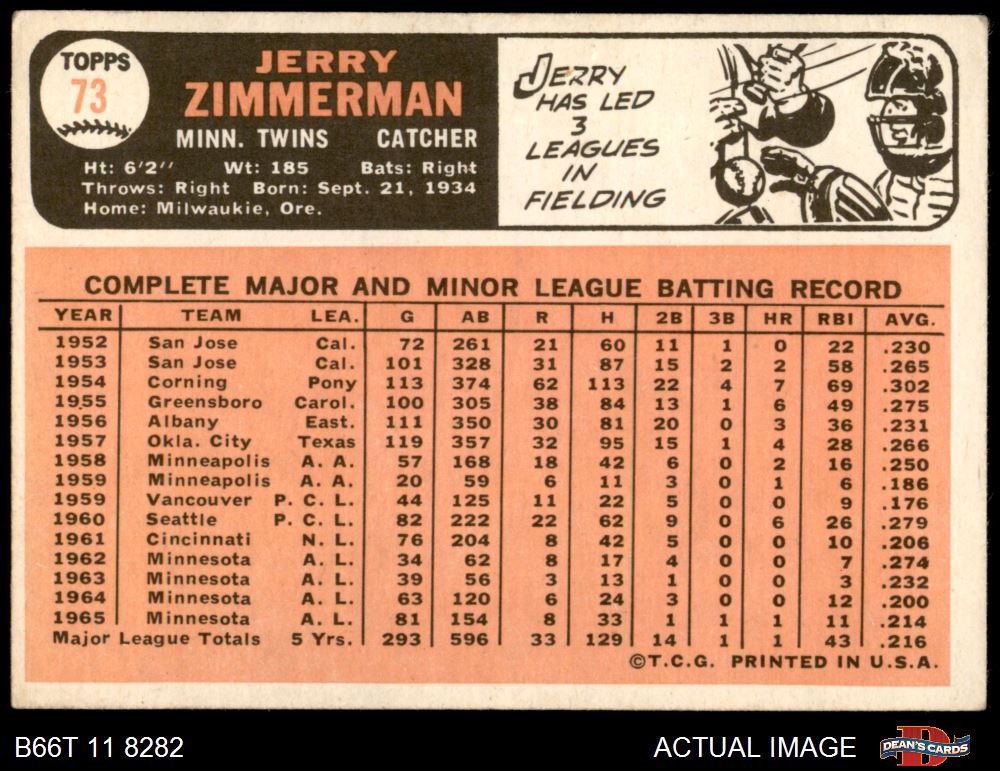 TOPPS
73
JERRY
ZIMMERMAN
MINN. TWINS CATCHER
Ht: 6'2'' Wt: 185 Bats: Right
Throws: Right Born: Sept. 21, 1934
Home: Milwaukie, Ore.
JERRY
HAS LED
3
LEAGUES
IN
FIELDING
COMPLETE MAJOR AND MINOR LEAGUE BATTING RECORD
YEAR TEAM LEA. G AB R H 2B 3B HR RBI AVG.
1952 San Jose Cal. 72 261 21 60 11 1 0 22 .230
1953 San Jose Cal. 101 328 31 87 15 2 2 58 .265
1954 Corning Pony 113 374 62 113 22 4 7 69 .302
1955 Greensboro Carol. 100 305 38 84 13 1 6 49 .275
1956 Albany East. 111 350 30 81 20 0 3 36 .231
1957 Okla. City Texas 119 357 32 95 15 1 4 28 .266
1958 Minneapolis A. A. 57 168 18 42 6 0 2 16 .250
1959 Minneapolis A. A. 20 59 6 11 3 0 1 6 .186
1959 Vancouver P. C. L. 44 125 11 22 5 0 0 9 .176
1960 Seattle P. C. L. 82 222 22 62 9 0 6 26 .279
1961 Cincinnati N. L. 76 204 8 42 5 0 0 10 .206
1962 Minnesota A. L. 34 62 8 17 4 0 0 7 .274
1963 Minnesota A. L. 39 56 3 13 1 0 0 3 .232
1964 Minnesota A. L. 63 120 6 24 3 0 0 12 .200
1965 Minnesota A. L. 81 154 8 33 1 1 1 11 .214
Major League Totals 5 Yrs. 293 596 33 129 14 1 1 43 .216
©T.C.G. PRINTED IN U.S.A.
B66T 11 8282
ACTUAL IMAGE
DEAN'S CARDS